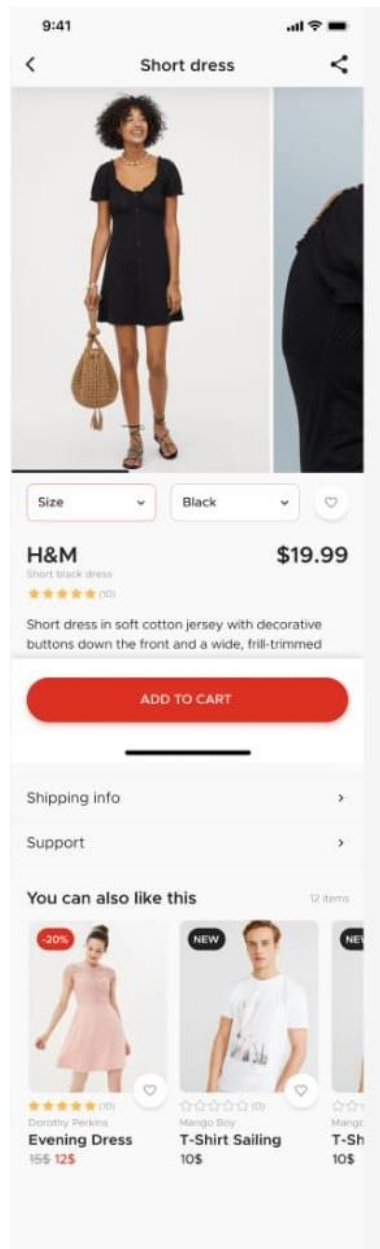 9:41
Short dress
Size
Black
H&M
$19.99
Short black dress
(10)
Short dress in soft cotton jersey with decorative
buttons down the front and a wide, frill-trimmed
ADD TO CART
Shipping info
Support
You can also like this
12 items
-20%
NEW
NE
(10)
(0)
Dorothy Perkins
Mango Boy
Mango
Evening Dress
T-Shirt Sailing
T-Sh
15$ 12$
10$
10$